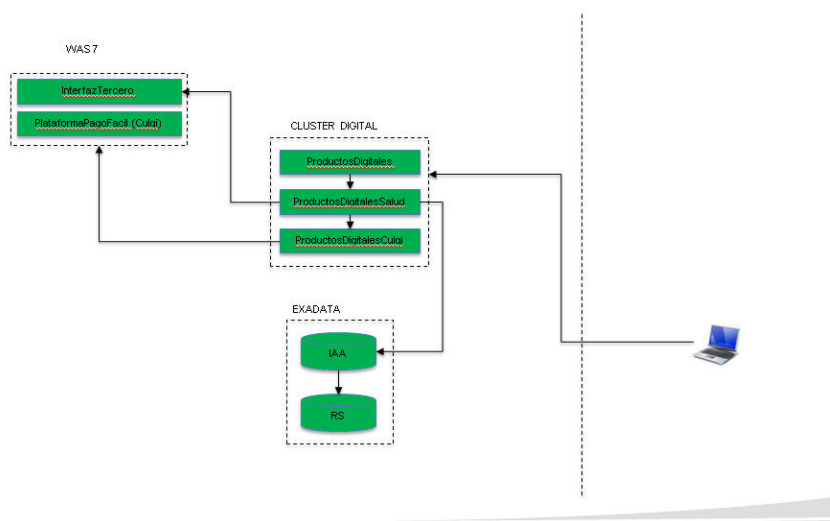 WAS7
InterfazTercero
PlataformaPagoFacil (Culqi)
CLUSTER DIGITAL
ProductosDigitales
ProductosDigitalesSalud
ProductosDigitalesCulqi
EXADATA
IAA
RS